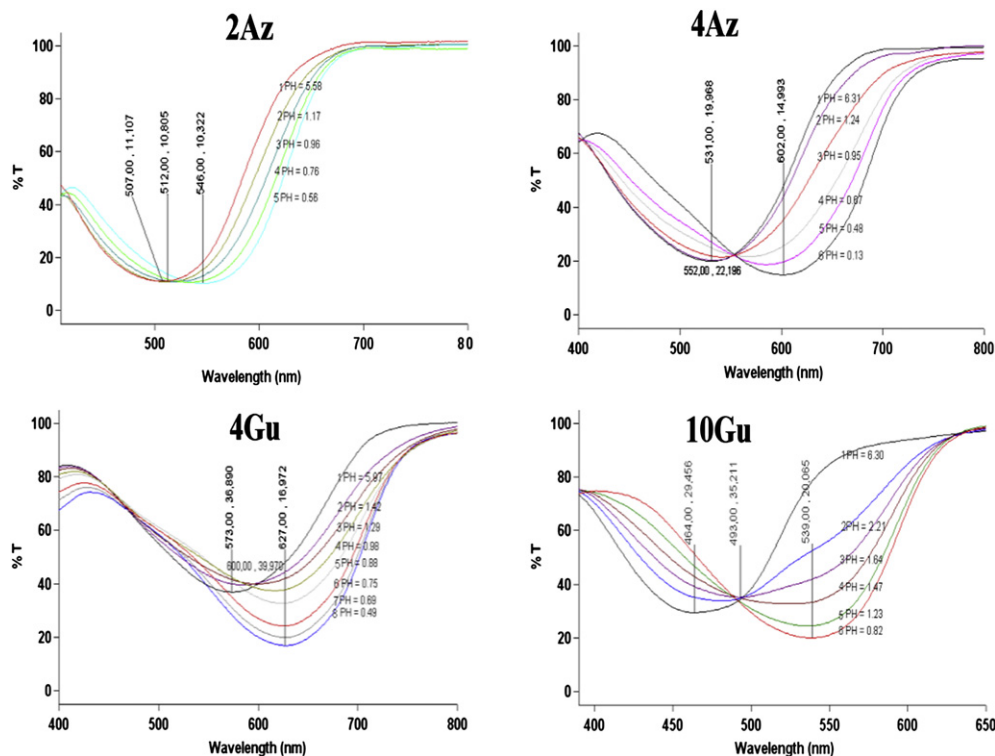 2Az
% T
100
80
60
40
20
0
507,00 , 11,107
512,00 , 10,805
546,00 , 10,322
1 PH = 5.58
2 PH = 1.17
3 PH = 0.96
4 PH = 0.76
5 PH = 0.56
500
600
700
80
Wavelength (nm)
4Az
% T
100
80
60
40
20
0
531,00 , 19,968
602,00 , 14,993
552,00 , 22,196
1 PH = 6.31
2 PH = 1.24
3 PH = 0.95
4 PH = 0.67
5 PH = 0.48
6 PH = 0.13
400
500
600
700
800
Wavelength (nm)
4Gu
% T
100
80
60
40
20
0
573,00 , 36,890
627,00 , 16,972
600,00 , 39,970
1 PH = 5.97
2 PH = 1.42
3 PH = 1.29
4 PH = 0.98
5 PH = 0.88
6 PH = 0.75
7 PH = 0.69
8 PH = 0.49
400
500
600
700
800
Wavelength (nm)
10Gu
% T
100
80
60
40
20
0
464,00 , 29,456
493,00 , 35,211
539,00 , 20,065
1 PH = 6.30
2 PH = 2.21
3 PH = 1.64
4 PH = 1.47
5 PH = 1.23
6 PH = 0.82
400
450
500
550
600
650
Wavelength (nm)